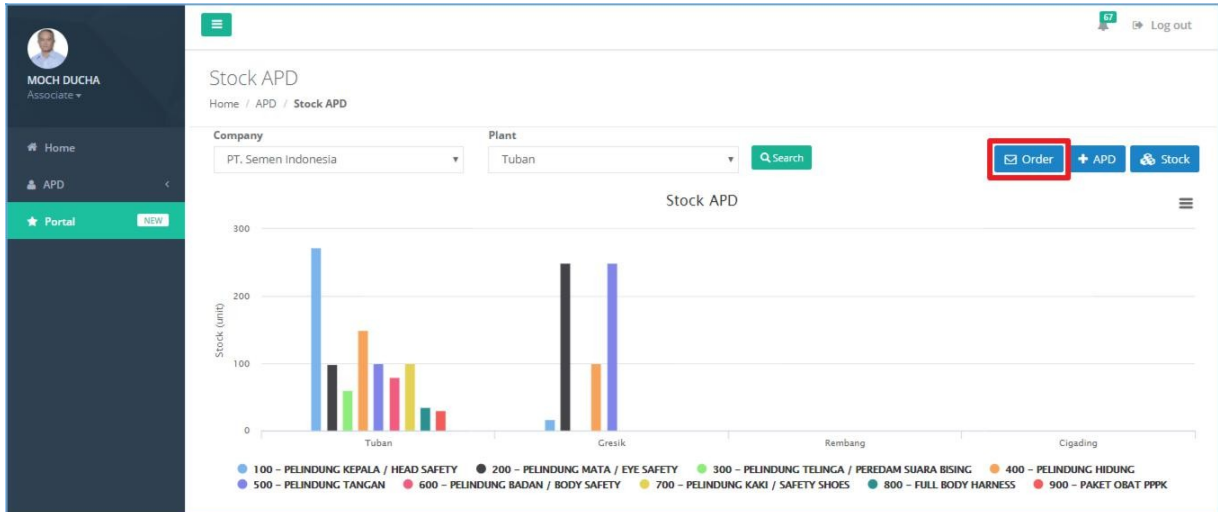 67
Log out
MOCH DUCHA
Associate
Home
APD
Portal NEW
Stock APD
Home / APD / Stock APD
Company Plant
PT. Semen Indonesia Tuban Search Order + APD Stock
Stock APD
300
200
100
0
Stock (unit)
Tuban Gresik Rembang Cigading
100 – PELINDUNG KEPALA / HEAD SAFETY 200 – PELINDUNG MATA / EYE SAFETY 300 – PELINDUNG TELINGA / PEREDAM SUARA BISING 400 – PELINDUNG HIDUNG
500 – PELINDUNG TANGAN 600 – PELINDUNG BADAN / BODY SAFETY 700 – PELINDUNG KAKI / SAFETY SHOES 800 – FULL BODY HARNESS 900 – PAKET OBAT PPPK